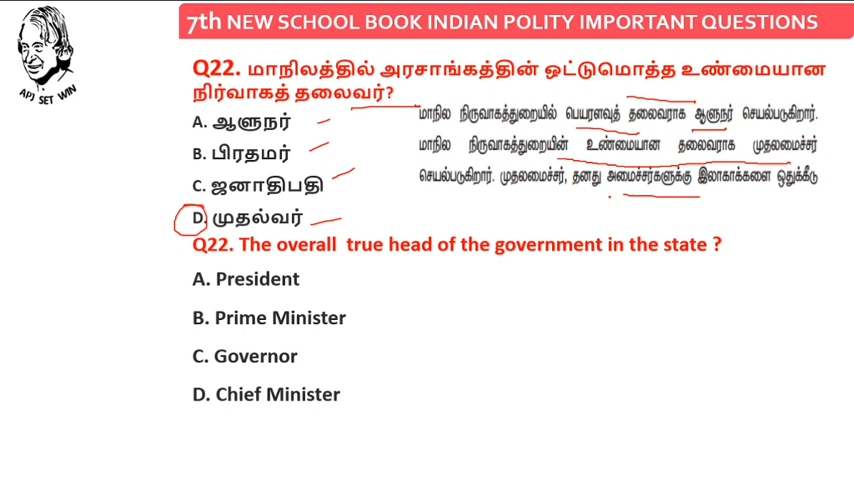 7th NEW SCHOOL BOOK INDIAN POLITY IMPORTANT QUESTIONS
APJ SET WIN
Q22. மாநிலத்தில் அரசாங்கத்தின் ஒட்டுமொத்த உண்மையான
நிர்வாகத் தலைவர்?
A. ஆளுநர்
B. பிரதமர்
C. ஜனாதிபதி
D. முதல்வர்
மாநில நிருவாகத்துறையில் பெயரளவுத் தலைவராக ஆளுநர் செயல்படுகிறார்.
மாநில நிருவாகத்துறையின் உண்மையான தலைவராக முதலமைச்சர்
செயல்படுகிறார். முதலமைச்சர், தனது அமைச்சர்களுக்கு இலாகாக்களை ஒதுக்கீடு
Q22. The overall true head of the government in the state ?
A. President
B. Prime Minister
C. Governor
D. Chief Minister